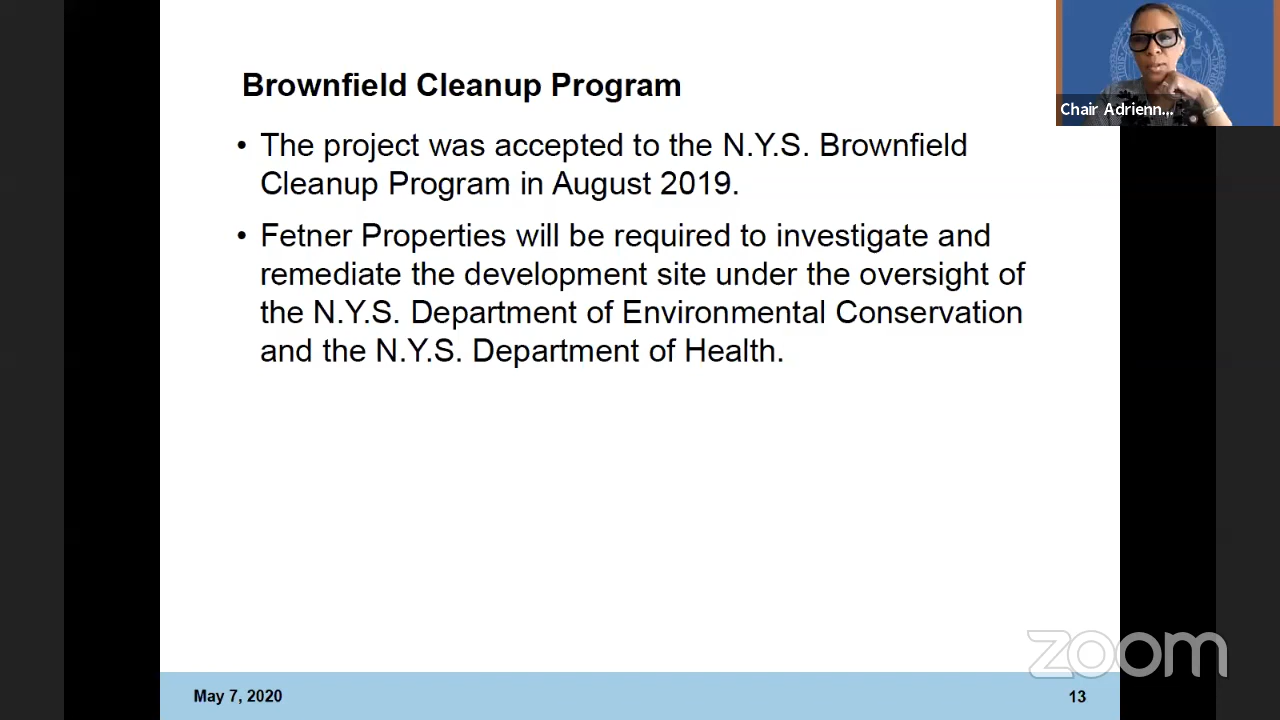 Brownfield Cleanup Program
Chair Adrienn...
• The project was accepted to the N.Y.S. Brownfield
Cleanup Program in August 2019.
• Fetner Properties will be required to investigate and
remediate the development site under the oversight of
the N.Y.S. Department of Environmental Conservation
and the N.Y.S. Department of Health.
zoom
May 7, 2020
13